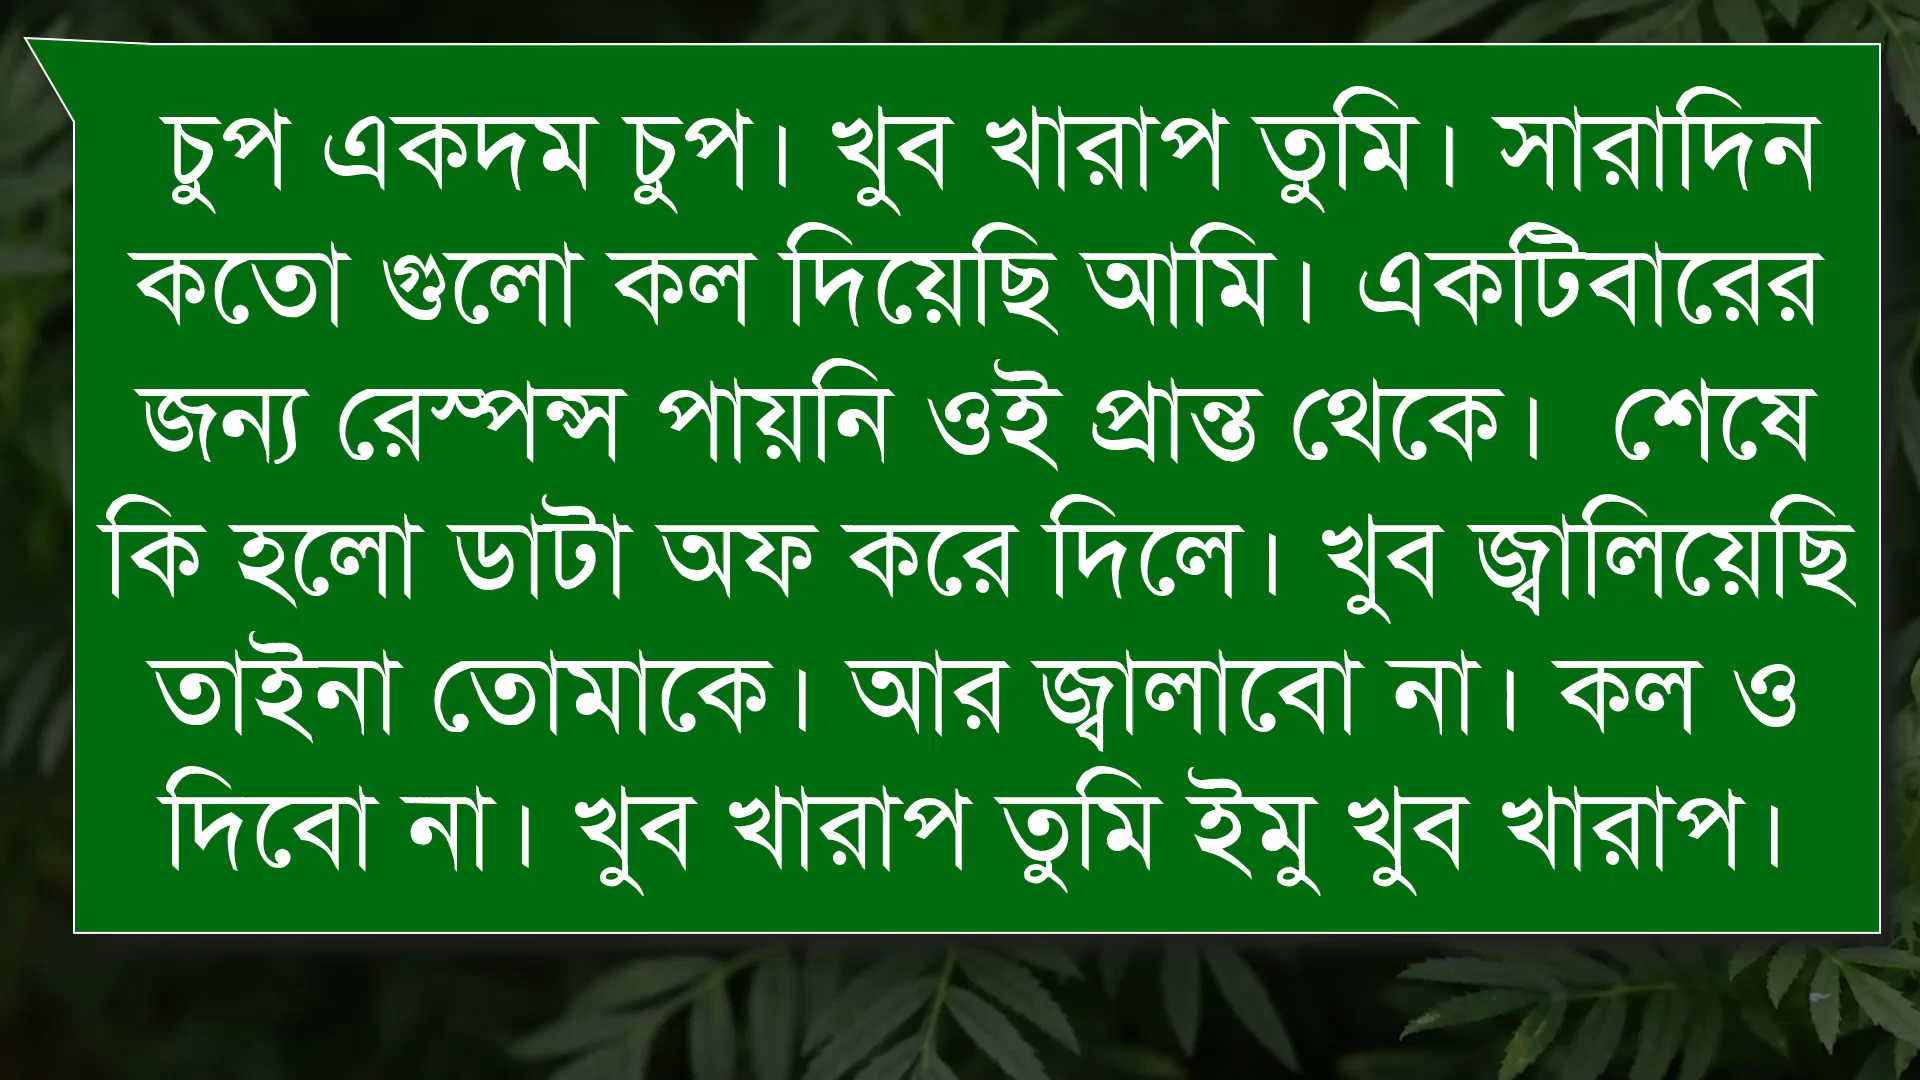 চুপ একদম চুপ। খুব খারাপ তুমি। সারাদিন
কতো গুলো কল দিয়েছি আমি। একটিবারের
জন্য রেস্পন্স পায়নি ওই প্রান্ত থেকে।  শেষে
কি হলো ডাটা অফ করে দিলে। খুব জ্বালিয়েছি
তাইনা তোমাকে। আর জ্বালাবো না। কল ও
দিবো না। খুব খারাপ তুমি ইমু খুব খারাপ।